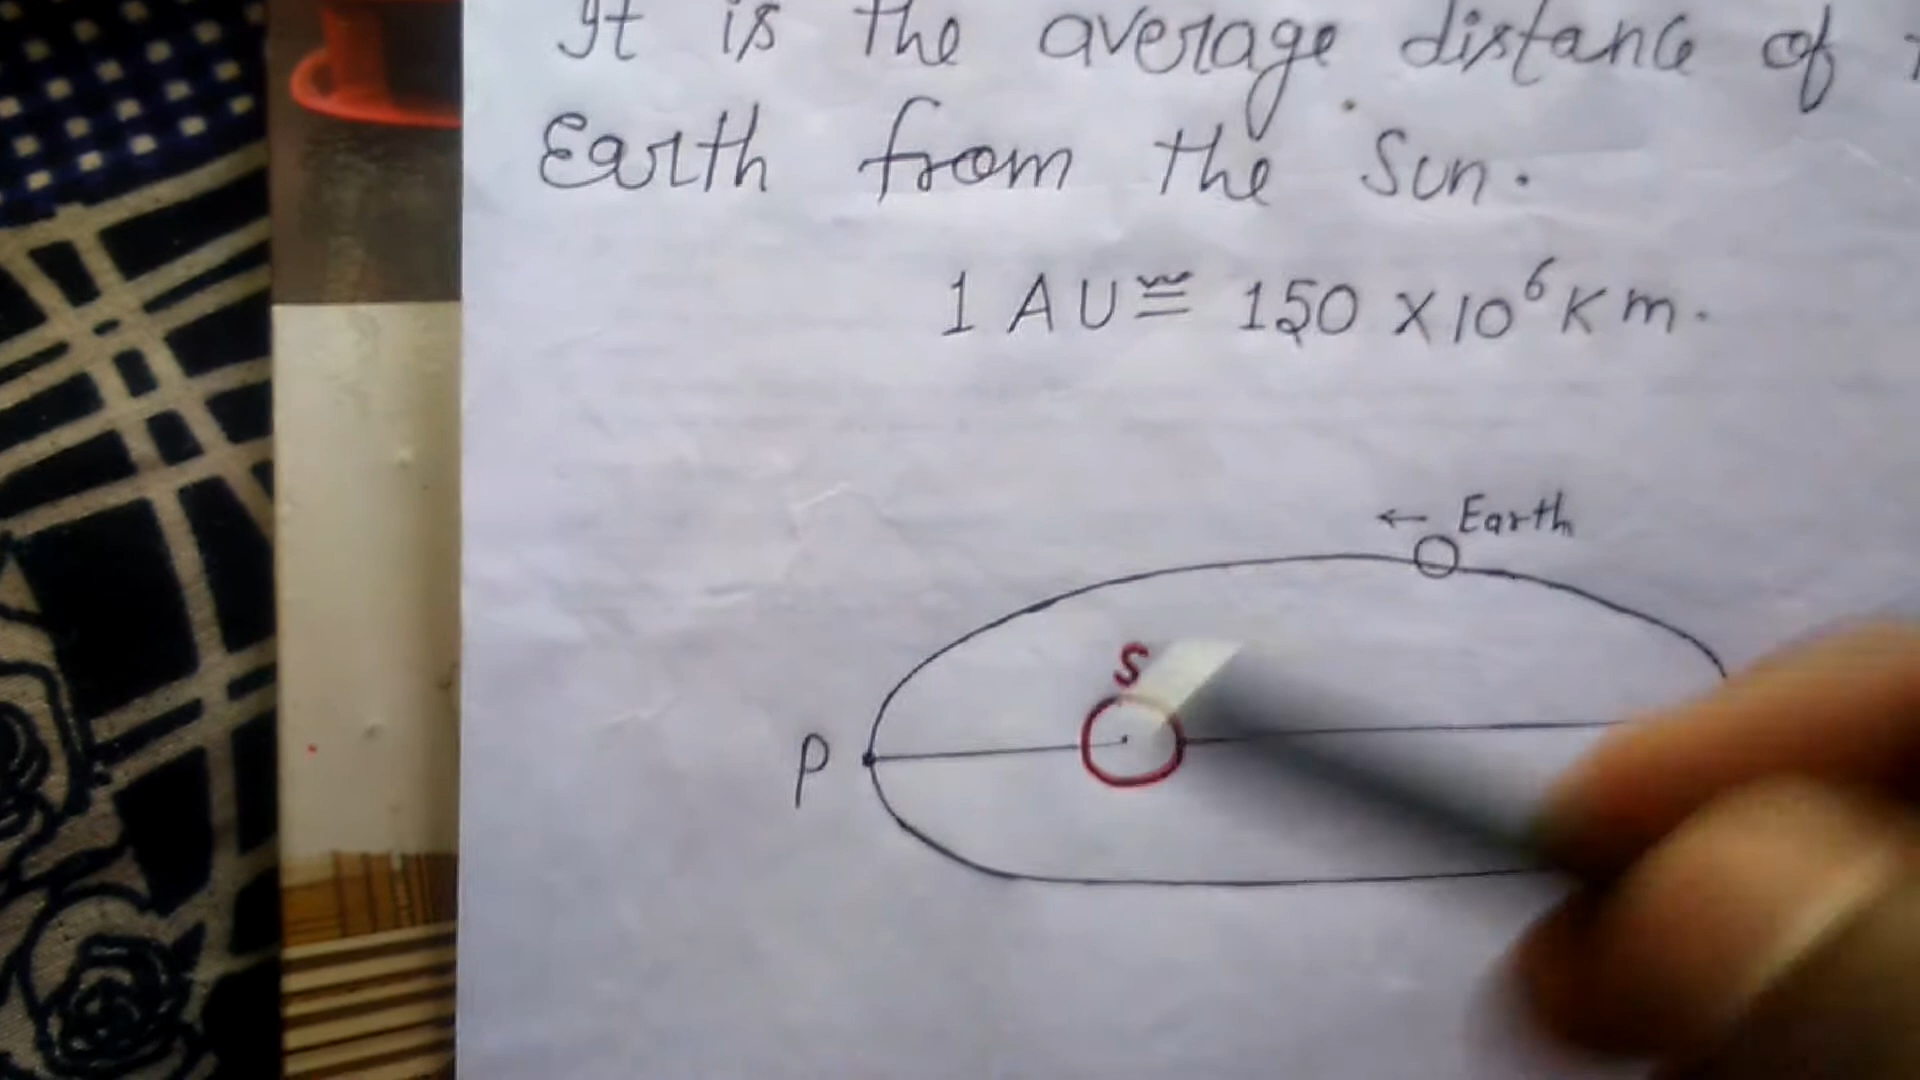 It is the average distance of
Earth from the Sun.
1 AU ≅ 150 × 10⁶ Km.
← Earth
S
P